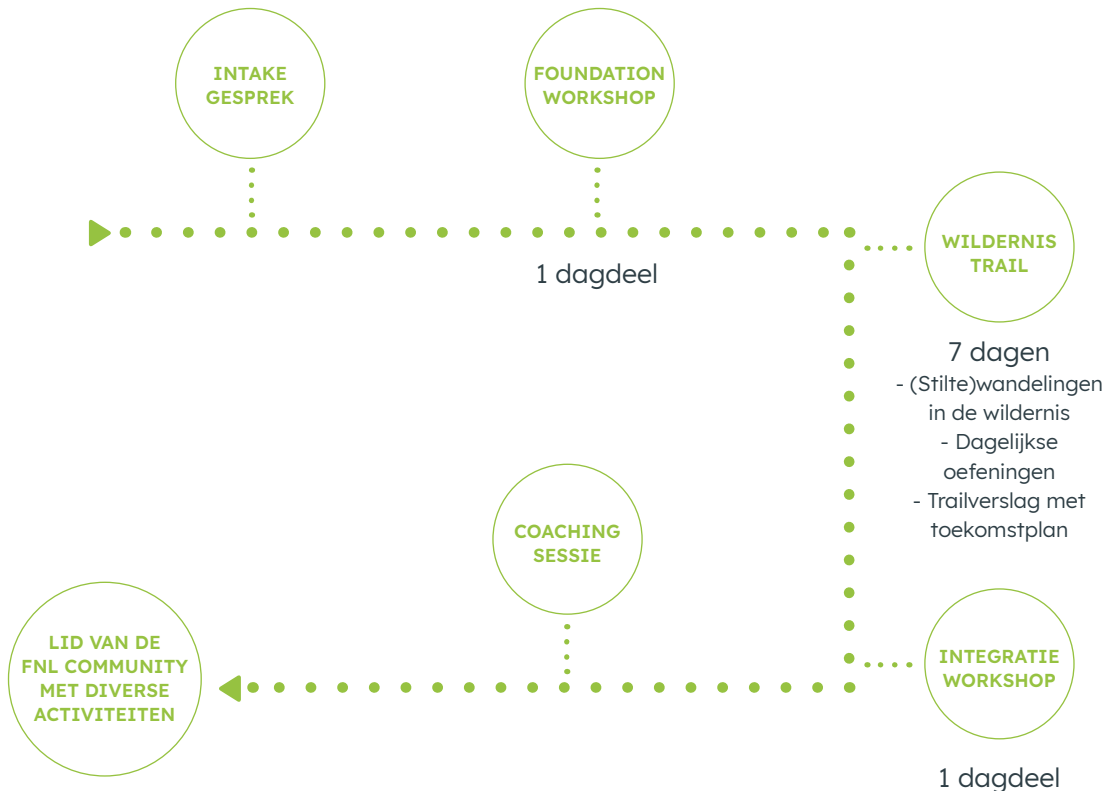 INTAKE
GESPREK
FOUNDATION
WORKSHOP
1 dagdeel
WILDERNIS
TRAIL
7 dagen
- (Stilte)wandelingen
in de wildernis
- Dagelijkse
oefeningen
- Trailverslag met
toekomstplan
INTEGRATIE
WORKSHOP
1 dagdeel
COACHING
SESSIE
LID VAN DE
FNL COMMUNITY
MET DIVERSE
ACTIVITEITEN